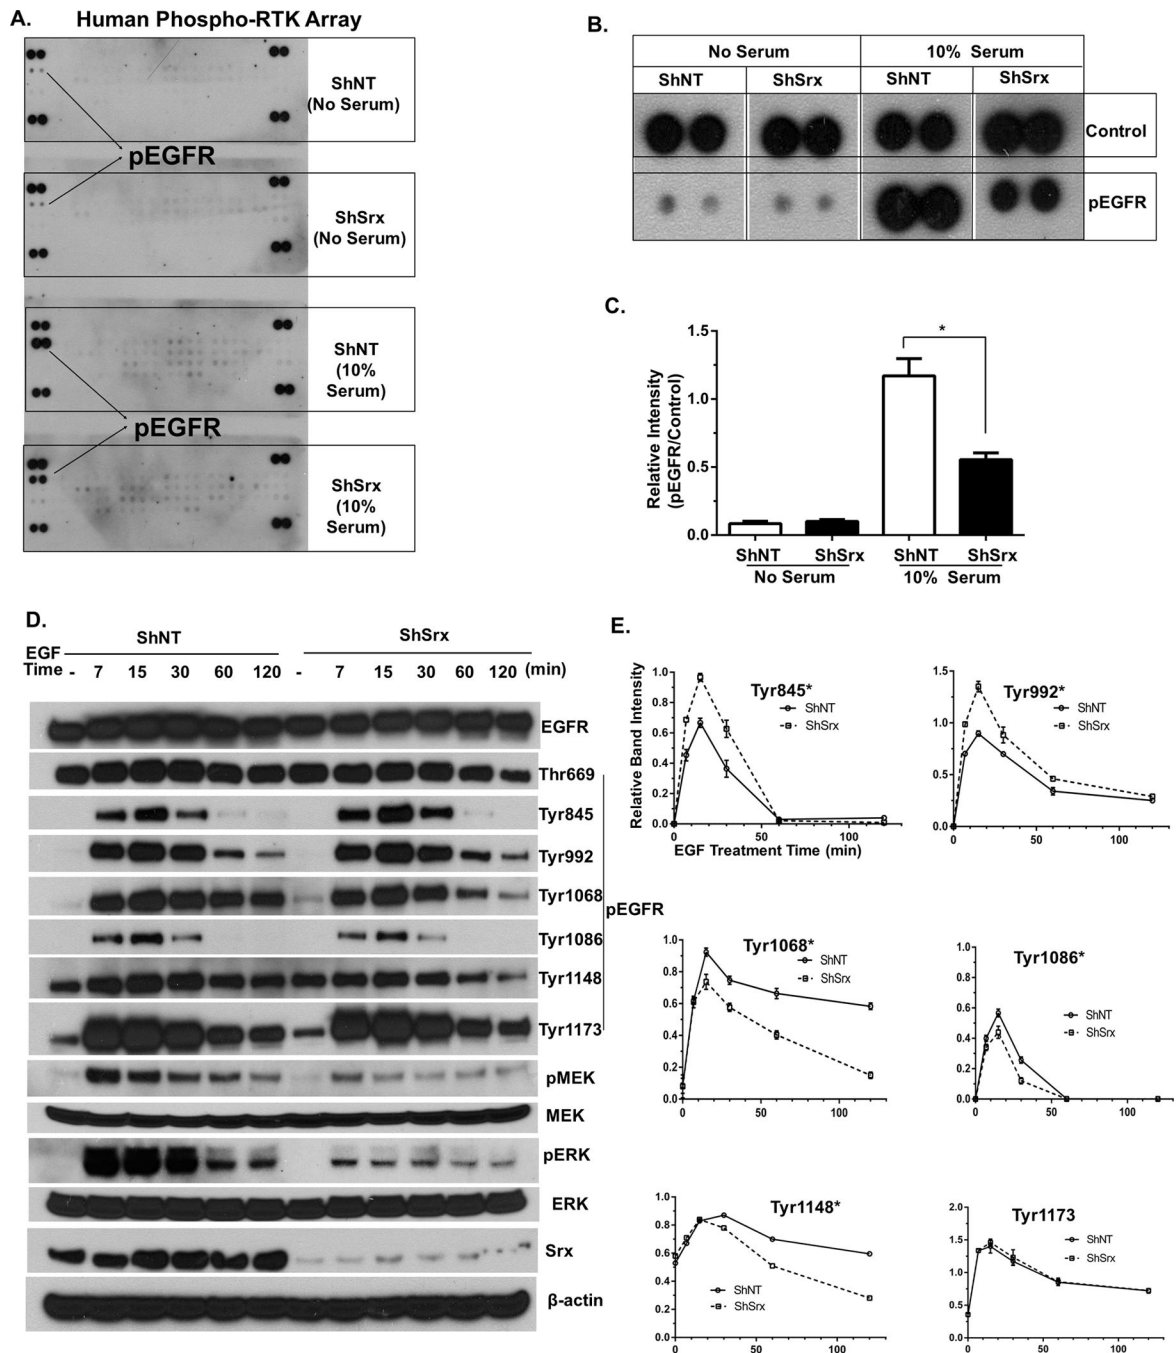 A.
Human Phospho-RTK Array
ShNT
(No Serum)
pEGFR
ShSrx
(No Serum)
ShNT
(10%
Serum)
pEGFR
ShSrx
(10%
Serum)
B.
No Serum 10% Serum
ShNT ShSrx ShNT ShSrx
Control
pEGFR
C.
Relative Intensity
(pEGFR/Control)
1.5
1.0
0.5
0.0
*
ShNT ShSrx ShNT ShSrx
No Serum 10% Serum
D.
ShNT ShSrx
EGF
Time - 7 15 30 60 120 - 7 15 30 60 120 (min)
EGFR
Thr669
Tyr845
Tyr992
Tyr1068
Tyr1086
Tyr1148
Tyr1173
pEGFR
pMEK
MEK
pERK
ERK
Srx
β-actin
E.
Relative Band Intensity
Tyr845*
ShNT
ShSrx
1.0
0.8
0.6
0.4
0.2
0.0
0 50 100
EGF Treatment Time (min)
Tyr992*
ShNT
ShSrx
1.5
1.0
0.5
0.0
0 50 100
Tyr1068*
ShNT
ShSrx
1.0
0.8
0.6
0.4
0.2
0.0
0 50 100
Tyr1086*
ShNT
ShSrx
1.0
0.8
0.6
0.4
0.2
0.0
0 50 100
Tyr1148*
ShNT
ShSrx
1.0
0.8
0.6
0.4
0.2
0.0
0 50 100
Tyr1173
ShNT
ShSrx
2.0
1.5
1.0
0.5
0.0
0 50 100